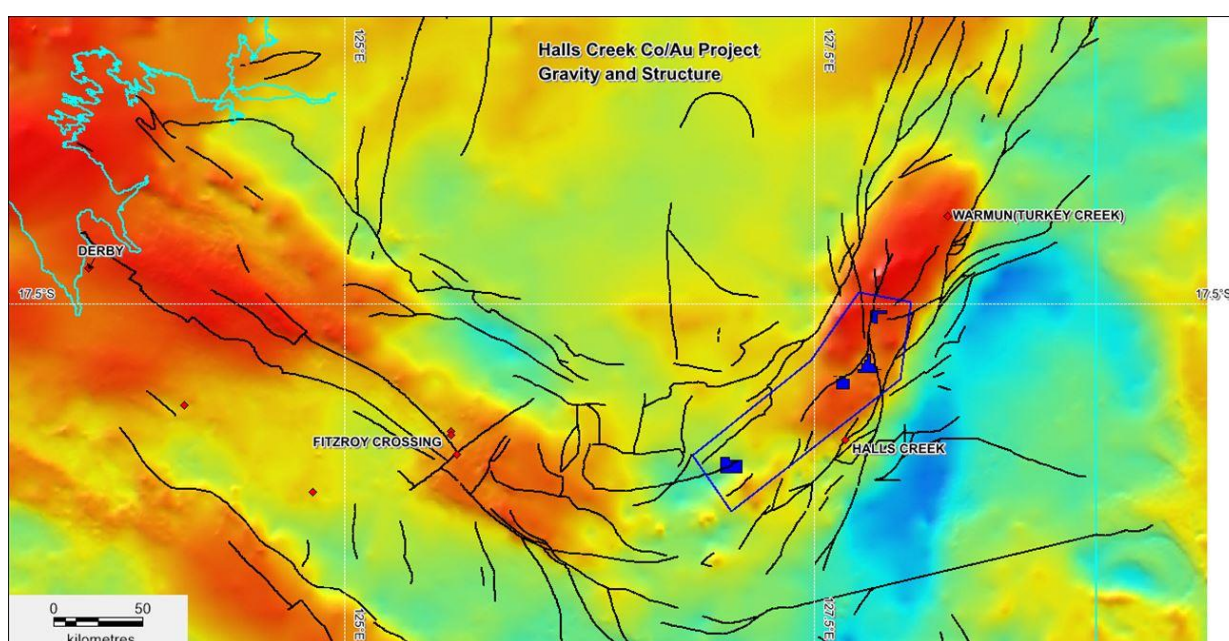 Halls Creek Co/Au Project
Gravity and Structure
125°E
127.5°E
WARMUN(TURKEY CREEK)
DERBY
17.5°S
17.5°S
FITZROY CROSSING
HALLS CREEK
0 50
kilometres
125°E
127.5°E